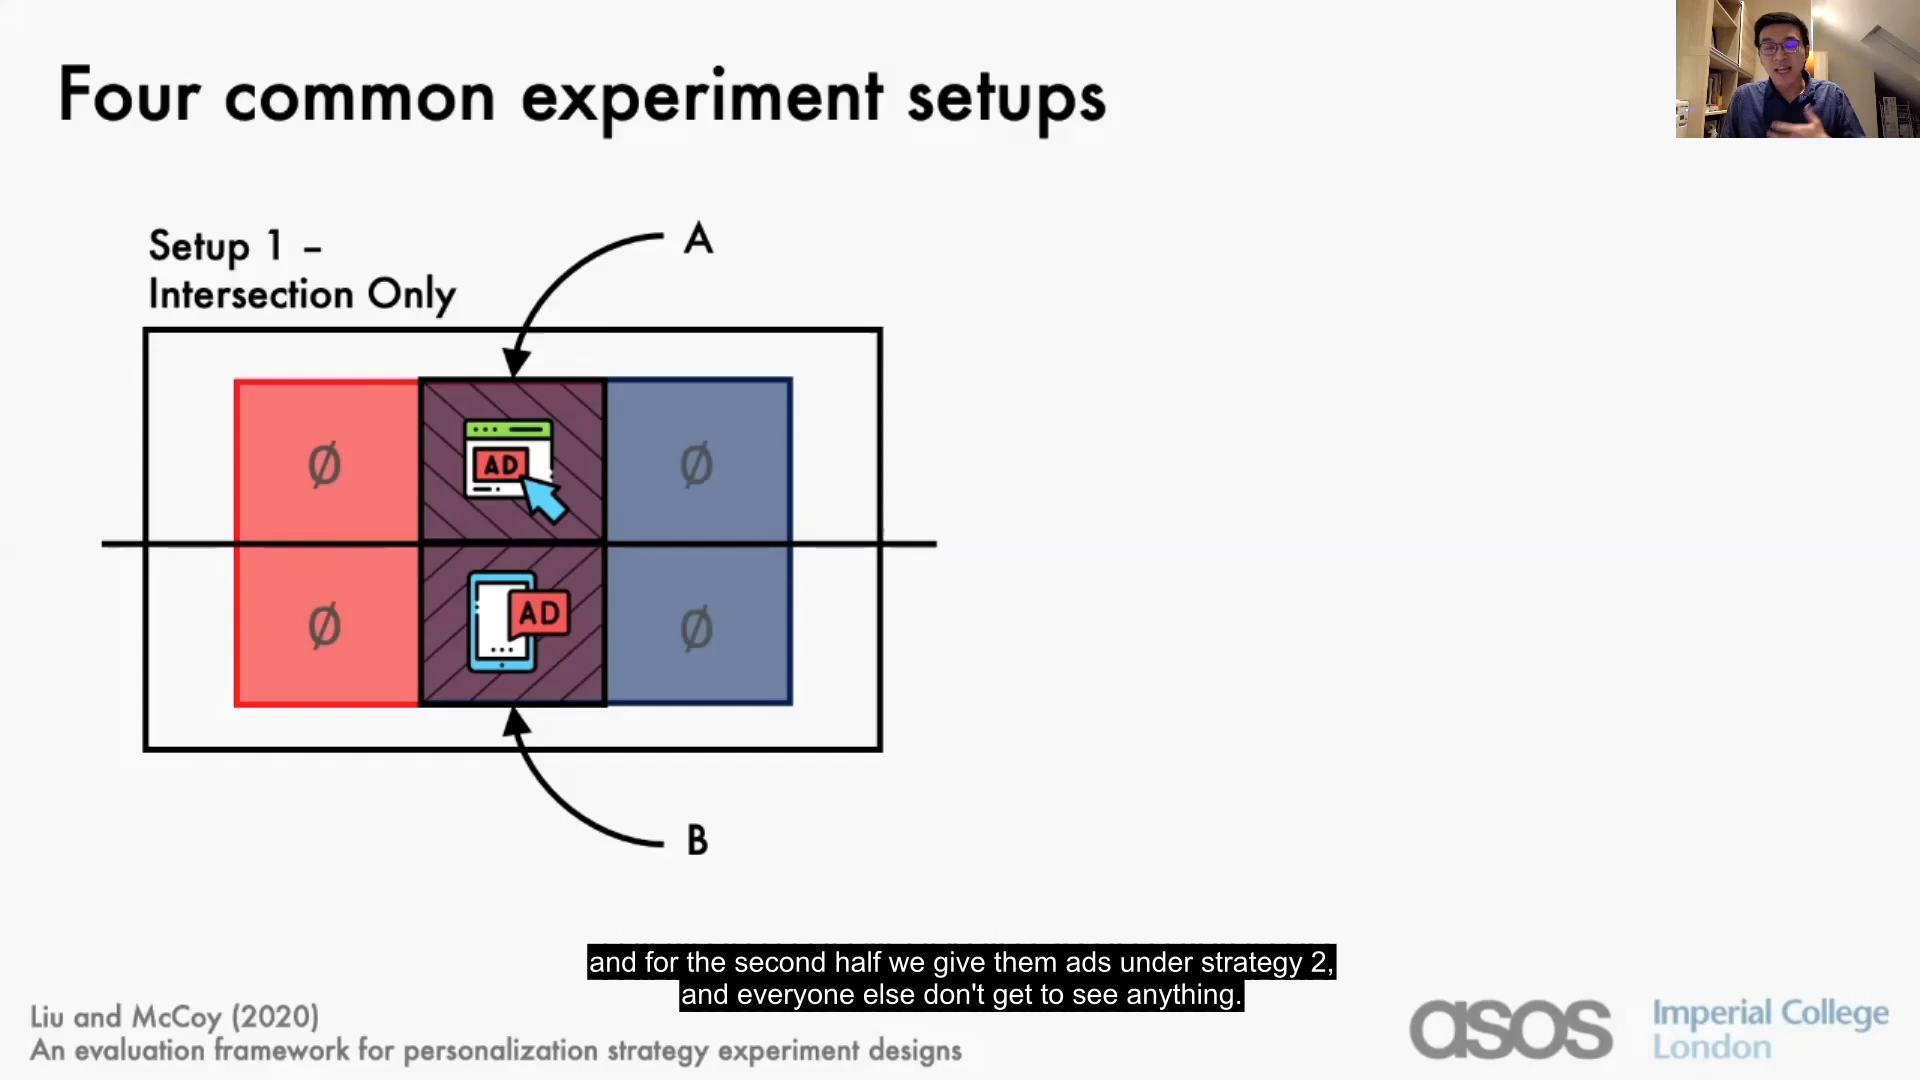 Four common experiment setups
Setup 1 –
Intersection Only
A
Ø
AD
Ø
Ø
AD
Ø
B
and for the second half we give them ads under strategy 2,
and everyone else don't get to see anything.
Liu and McCoy (2020)
An evaluation framework for personalization strategy experiment designs
asos
Imperial College
London